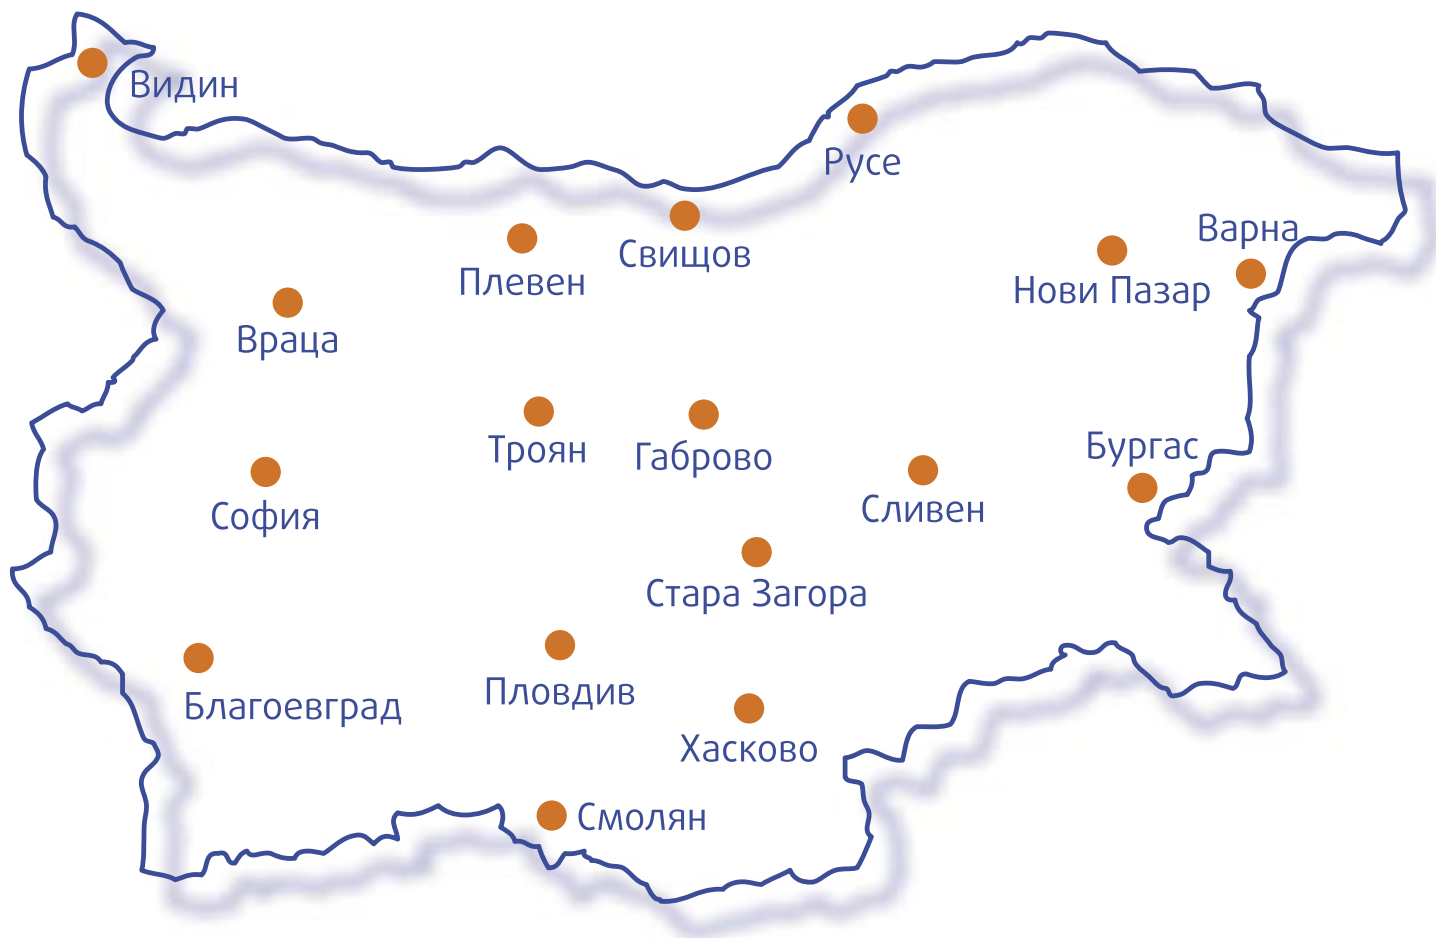 Видин
Русе
Варна
Свищов
Плевен
Нови Пазар
Враца
Троян
Габрово
Бургас
София
Сливен
Стара Загора
Благоевград
Пловдив
Хасково
Смолян